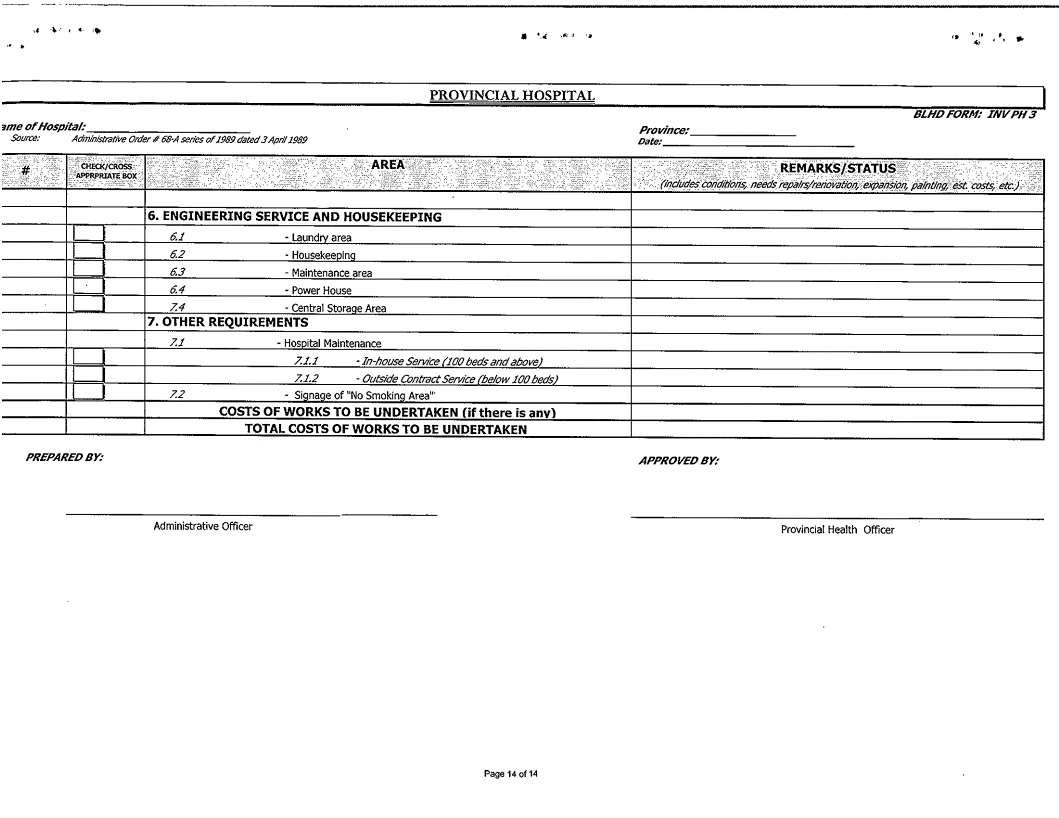 PROVINCIAL HOSPITAL
BLHD FORM: INV PH 3
ame of Hospital:
Province:
Source: Administrative Order # 68-A series of 1989 dated 3 April 1989
Date:
# CHECK/CROSS APPRPRIATE BOX AREA REMARKS/STATUS
(includes conditions, needs repairs/renovation, expansion, painting, est. costs, etc.)
6. ENGINEERING SERVICE AND HOUSEKEEPING
6.1 - Laundry area
6.2 - Housekeeping
6.3 - Maintenance area
6.4 - Power House
7.4 - Central Storage Area
7. OTHER REQUIREMENTS
7.1 - Hospital Maintenance
7.1.1 - In-house Service (100 beds and above)
7.1.2 - Outside Contract Service (below 100 beds)
7.2 - Signage of "No Smoking Area"
COSTS OF WORKS TO BE UNDERTAKEN (if there is any)
TOTAL COSTS OF WORKS TO BE UNDERTAKEN
PREPARED BY:
APPROVED BY:
Administrative Officer
Provincial Health Officer
Page 14 of 14